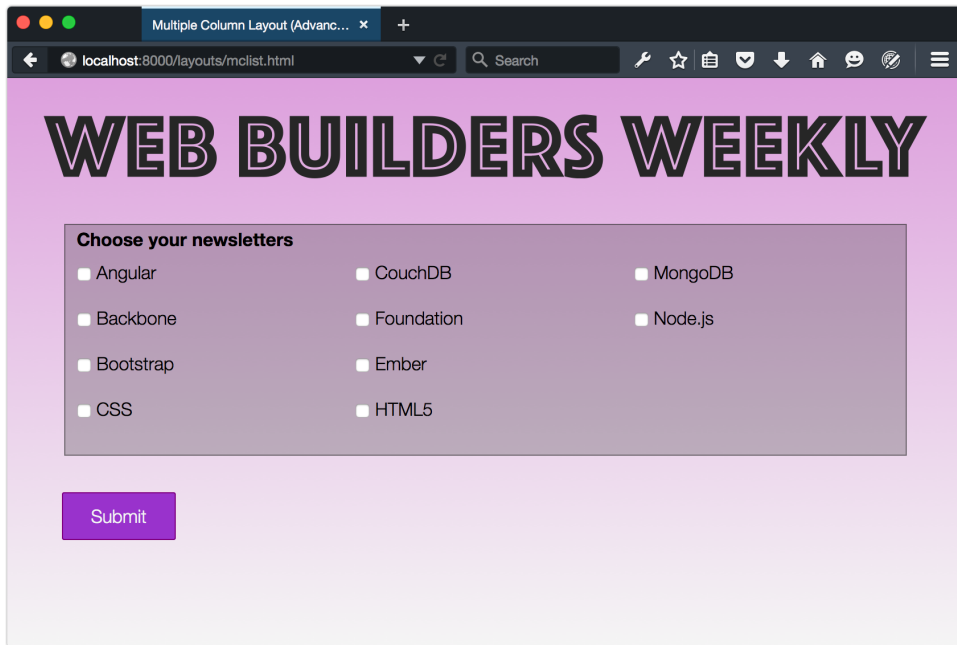 Multiple Column Layout (Advanc...
localhost:8000/layouts/mclist.html
Search
WEB BUILDERS WEEKLY
Choose your newsletters
Angular
CouchDB
MongoDB
Backbone
Foundation
Node.js
Bootstrap
Ember
CSS
HTML5
Submit